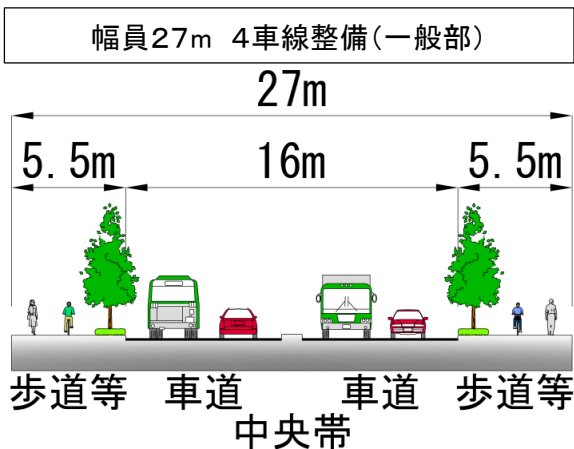 幅員27m 4車線整備(一般部)
27m
5.5m 16m 5.5m
歩道等 車道 車道 歩道等
中央帯